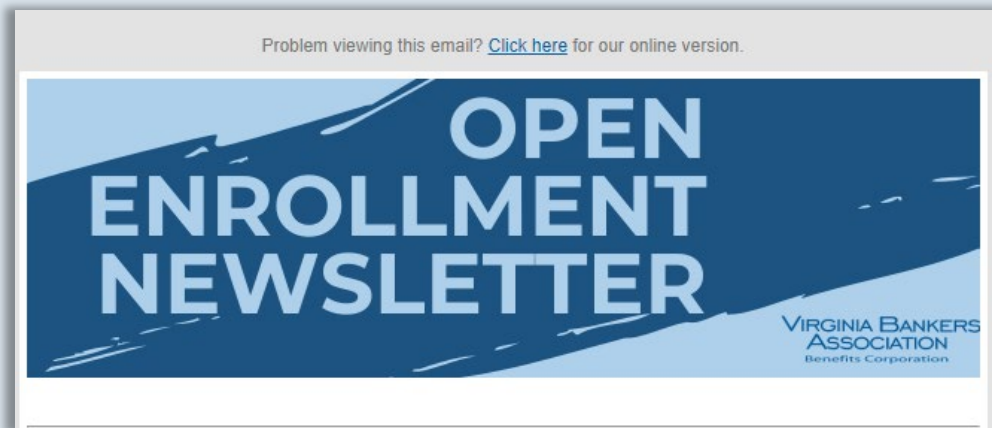 Problem viewing this email? Click here for our online version.
OPEN
ENROLLMENT
NEWSLETTER
VIRGINIA BANKERS
ASSOCIATION
Benefits Corporation